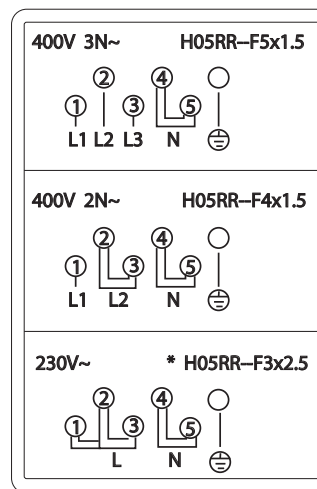 400V 3N~ H05RR--F5x1.5
2 4
1 3 5
L1 L2 L3 N
400V 2N~ H05RR--F4x1.5
2 4
1 3 5
L1 L2 N
230V~ * H05RR--F3x2.5
2 4
1 3 5
L N